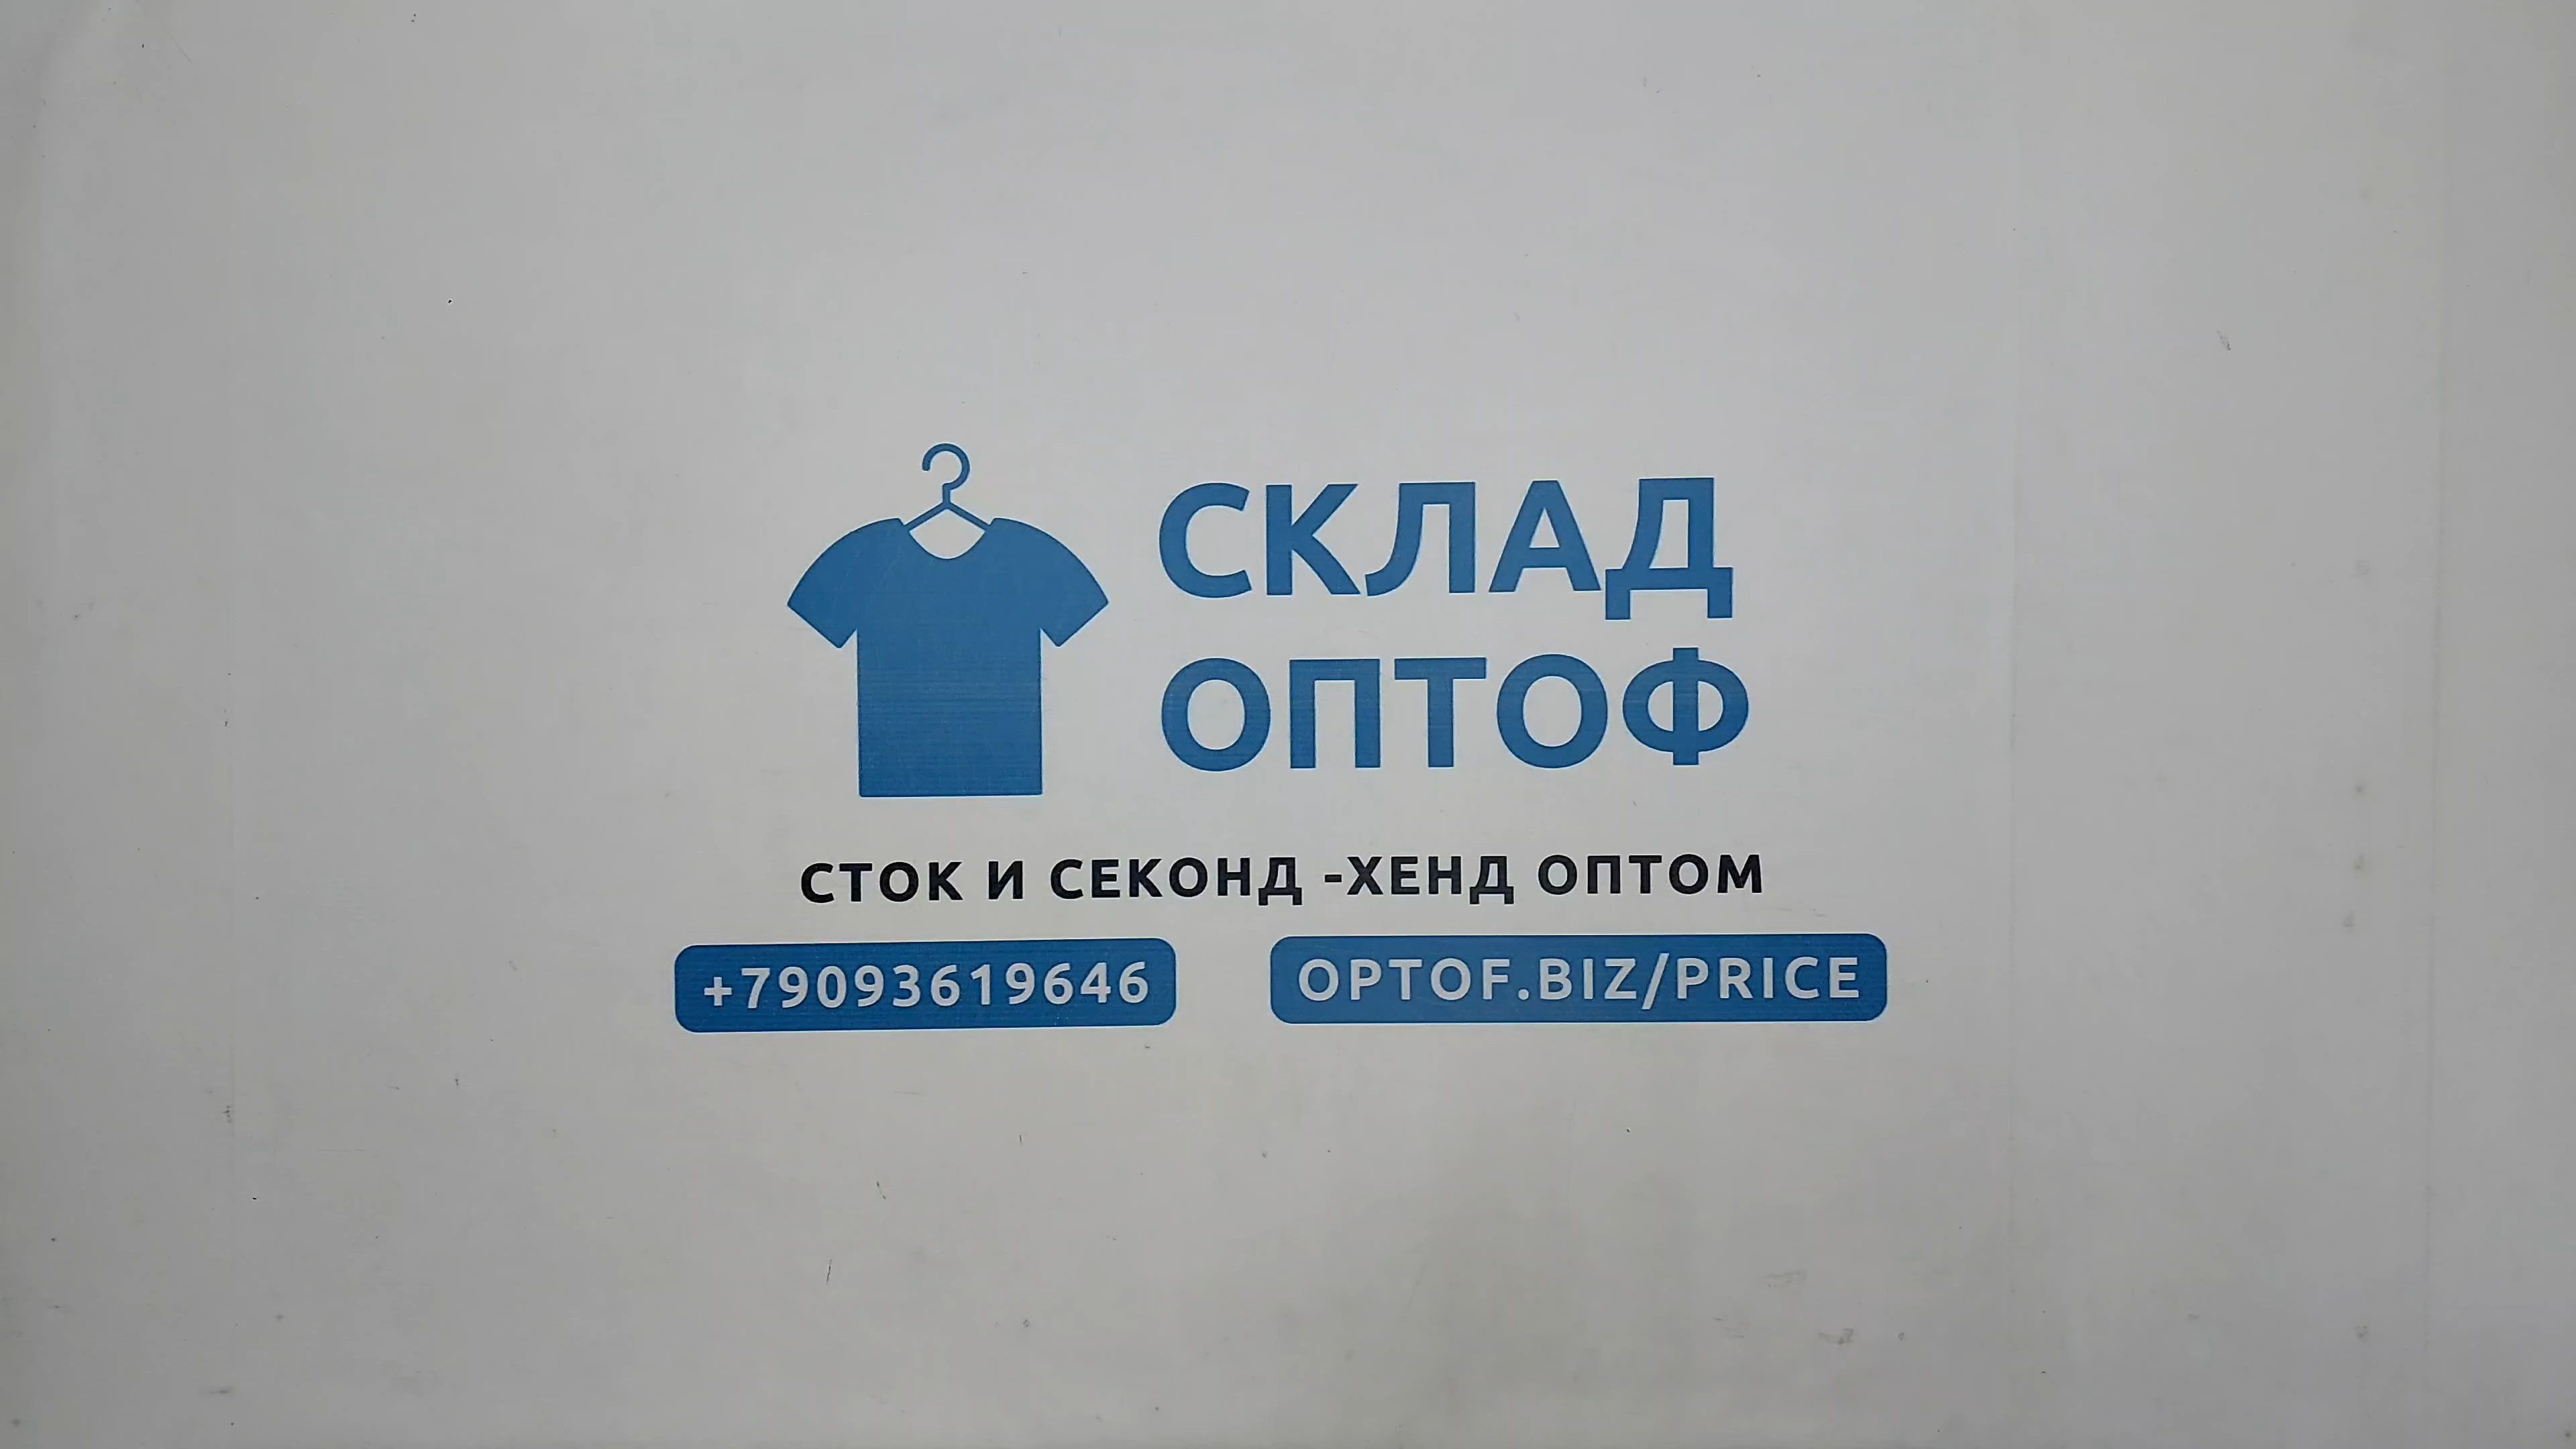 СКЛАД
ОПТОФ
СТОК И СЕКОНД -ХЕНД ОПТОМ
+79093619646
OPTOF.BIZ/PRICE